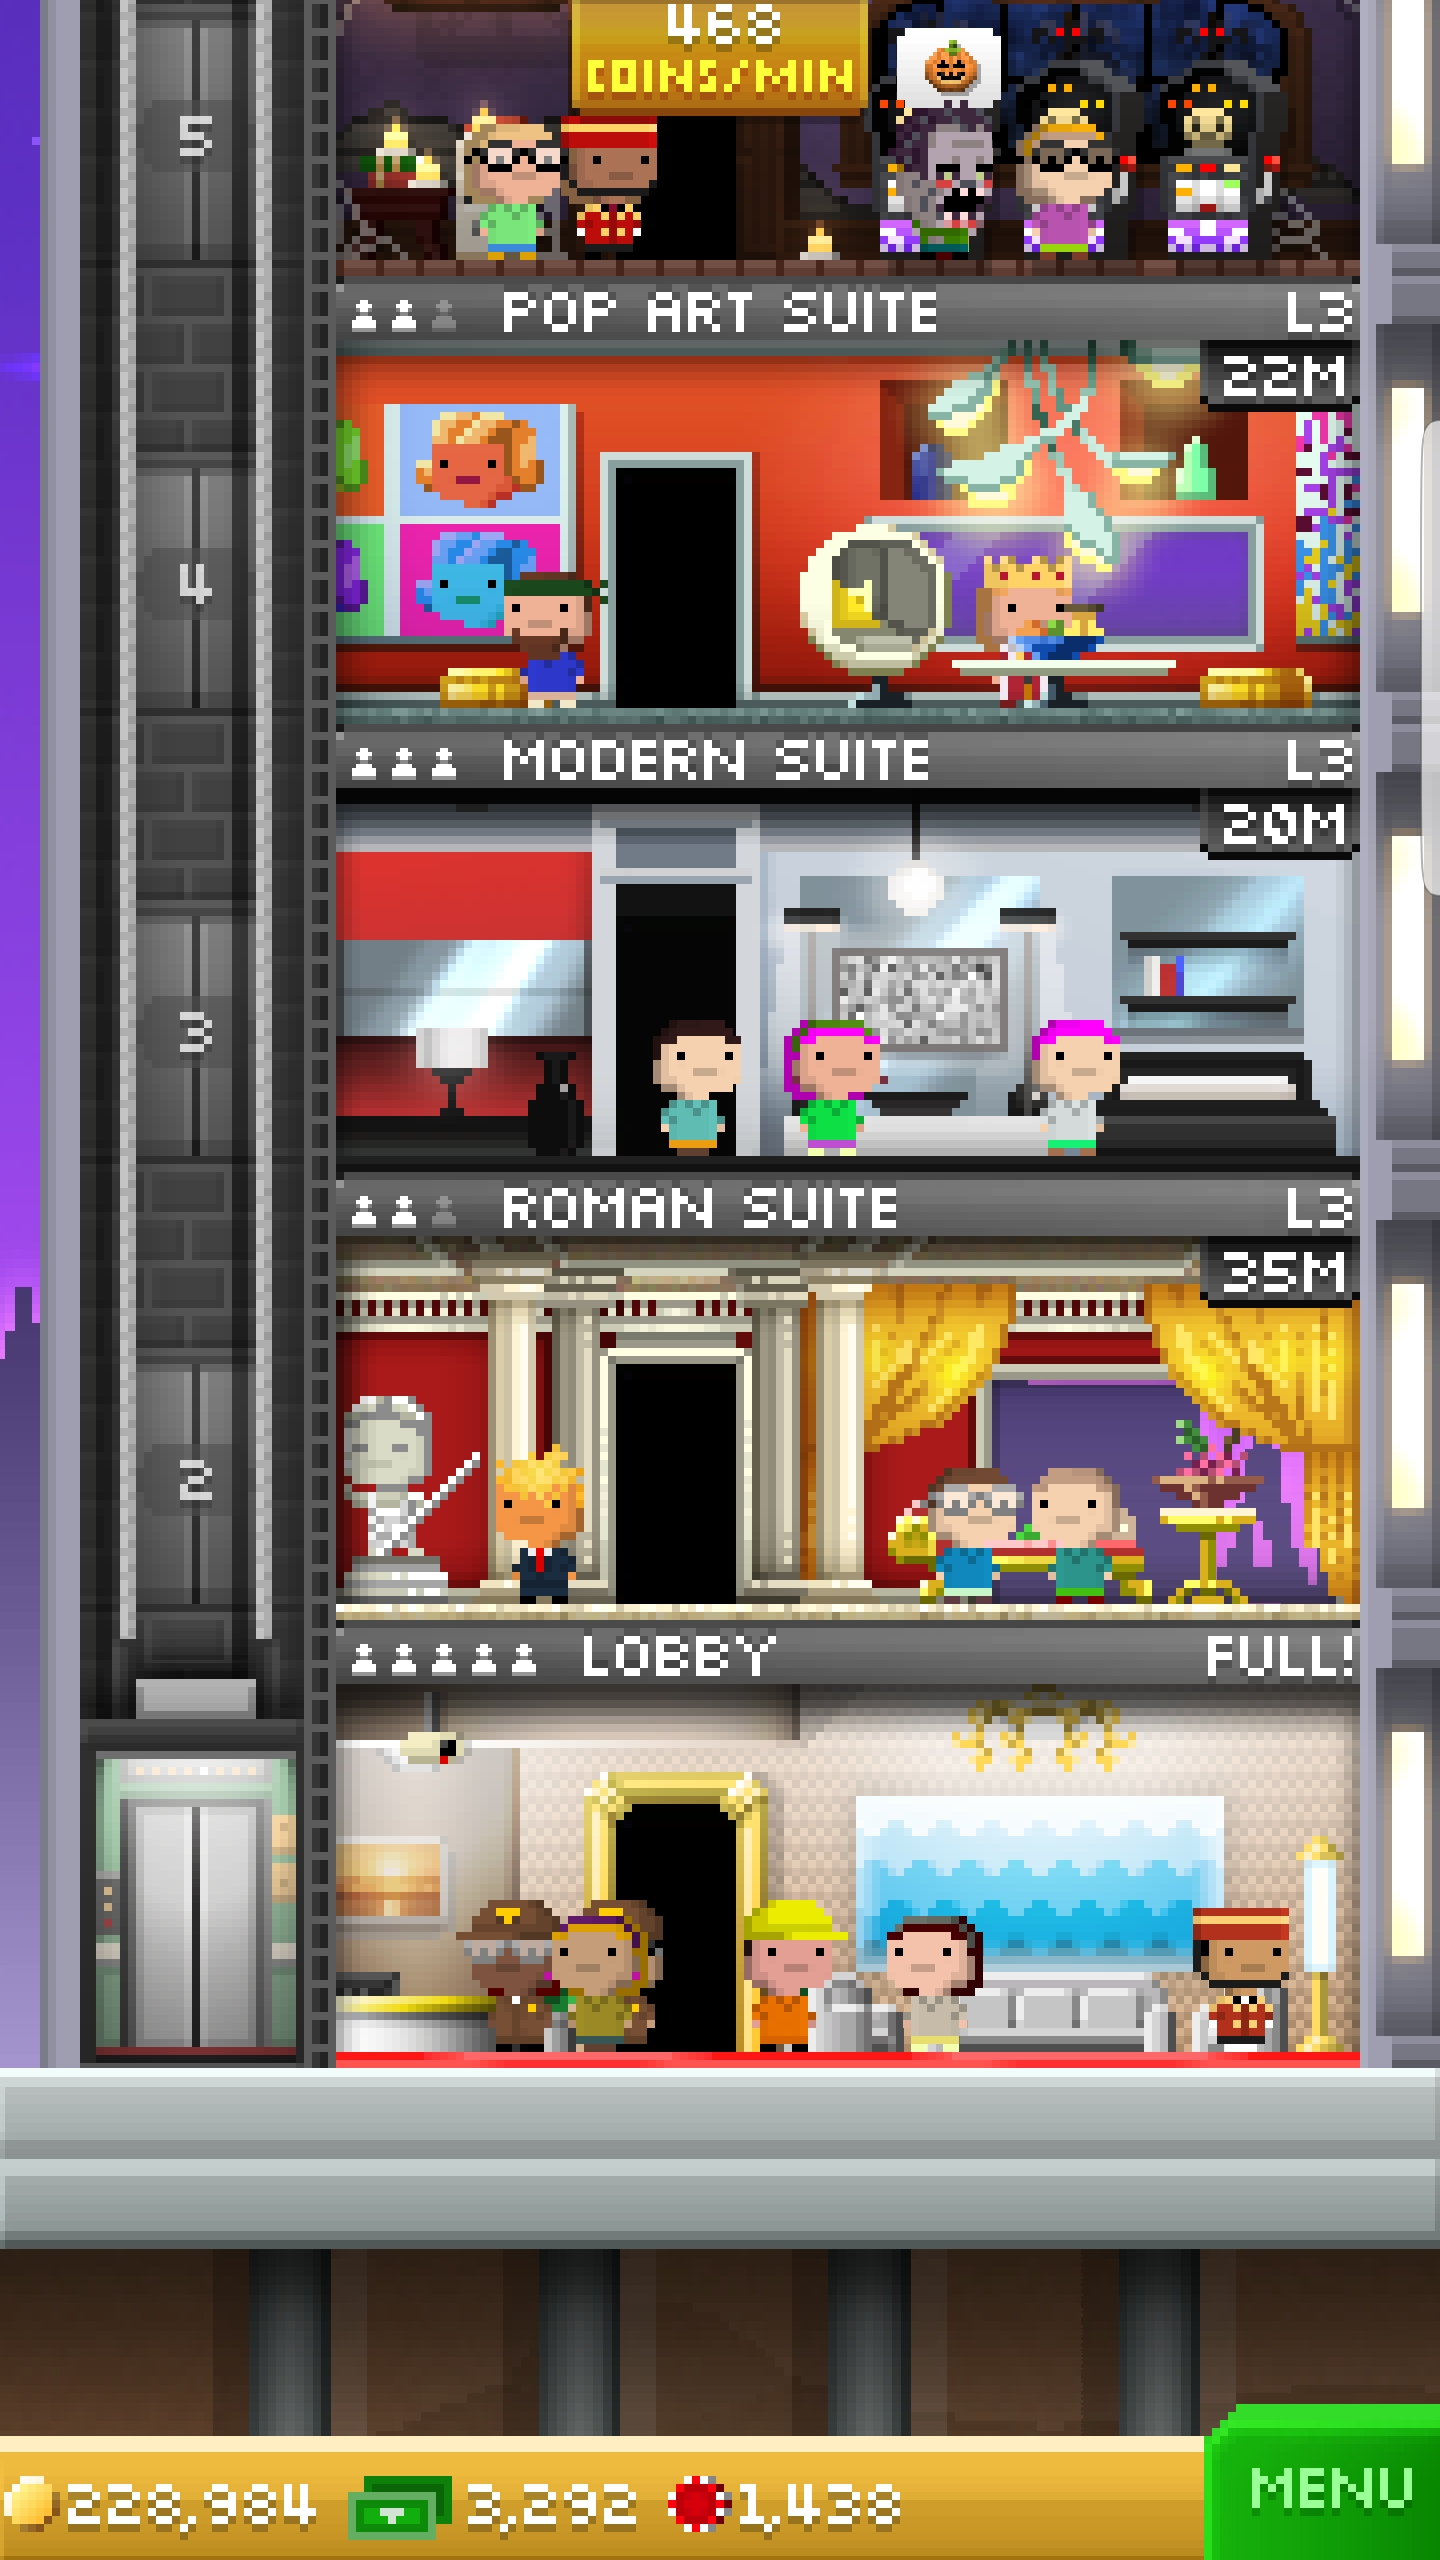 468
COINS/MIN
5
POP ART SUITE L3
22M
4
MODERN SUITE L3
20M
3
ROMAN SUITE L3
35M
2
LOBBY FULL!
228,984 3,292 1,438
MENU